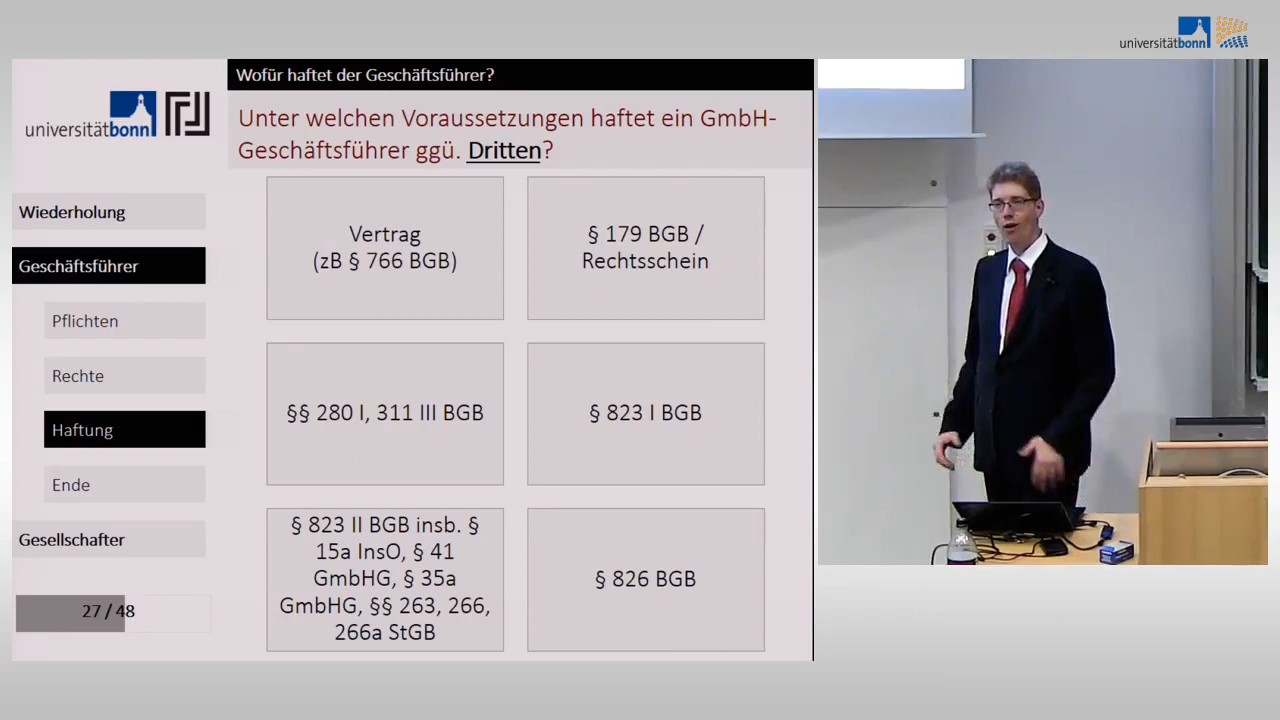 universitätbonn
Wofür haftet der Geschäftsführer?
universitätbonn
Unter welchen Voraussetzungen haftet ein GmbH-
Geschäftsführer ggü. Dritten?
Wiederholung
Geschäftsführer
Pflichten
Rechte
Haftung
Ende
Gesellschafter
27 / 48
Vertrag
(zB § 766 BGB)
§ 179 BGB /
Rechtsschein
§§ 280 I, 311 III BGB
§ 823 I BGB
§ 823 II BGB insb. §
15a InsO, § 41
GmbHG, § 35a
GmbHG, §§ 263, 266,
266a StGB
§ 826 BGB